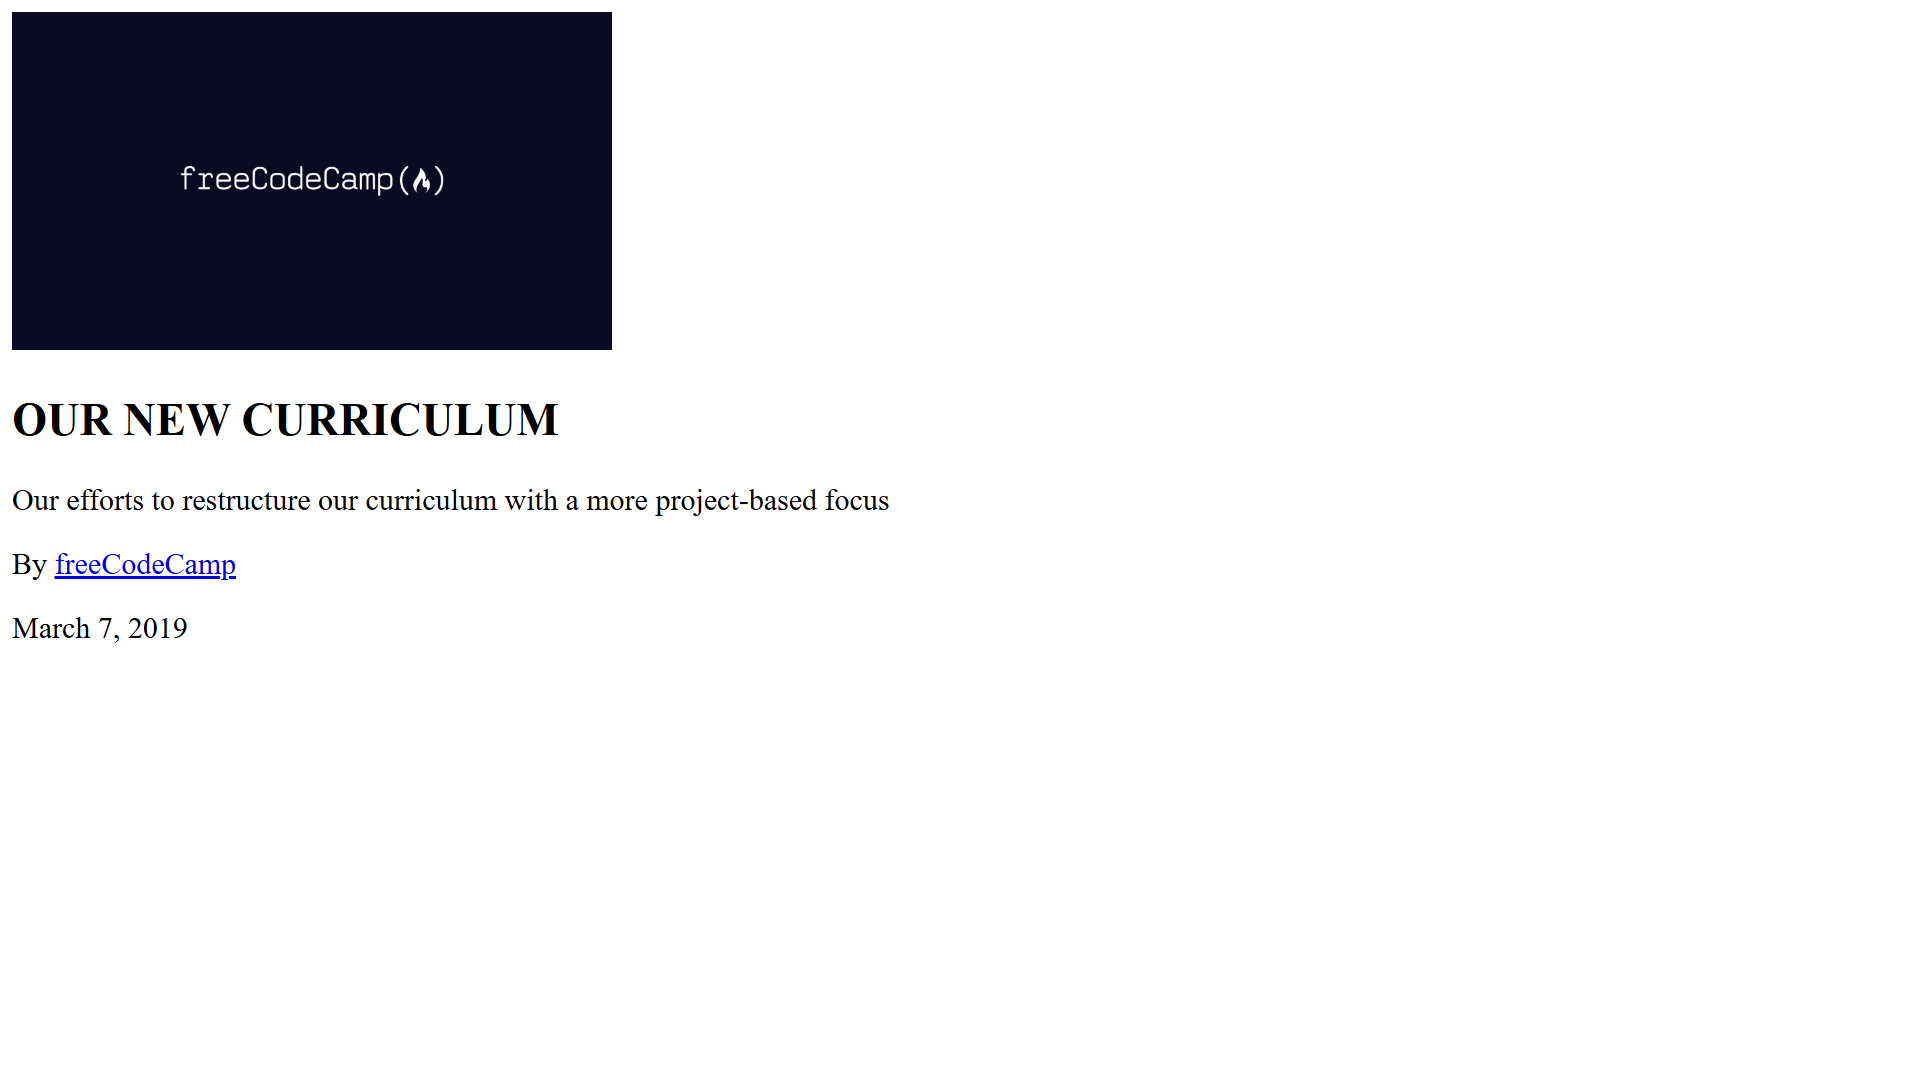 freeCodeCamp()
OUR NEW CURRICULUM
Our efforts to restructure our curriculum with a more project-based focus
By freeCodeCamp
March 7, 2019